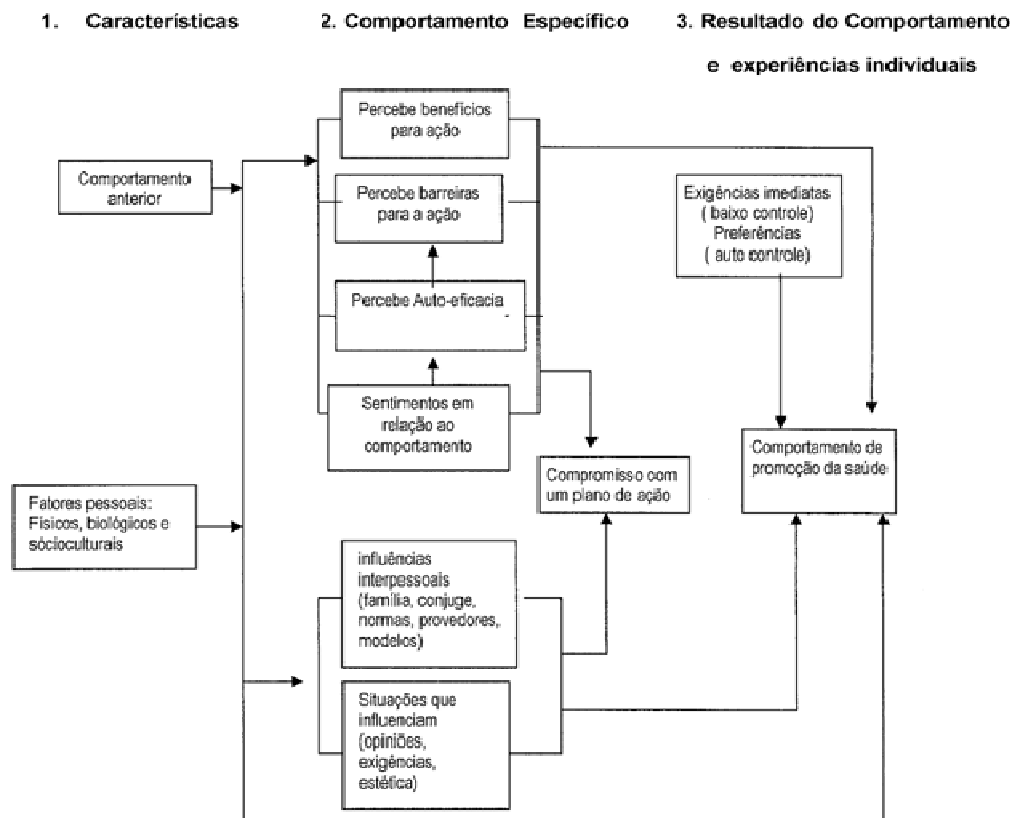 1. Características
2. Comportamento Específico
3. Resultado do Comportamento
e experiências individuais
Comportamento
anterior
Fatores pessoais:
Físicos, biológicos e
sócioculturais
Percebe benefícios
para ação
Percebe barreiras
para a ação
Percebe Auto-eficacia
Sentimentos em
relação ao
comportamento
Compromisso com
um plano de ação
influências
interpessoais
(família, conjuge,
normas, provedores,
modelos)
Situações que
influenciam
(opiniões,
exigências,
estética)
Exigências imediatas
( baixo controle)
Preferências
( auto controle)
Comportamento de
promoção da saúde